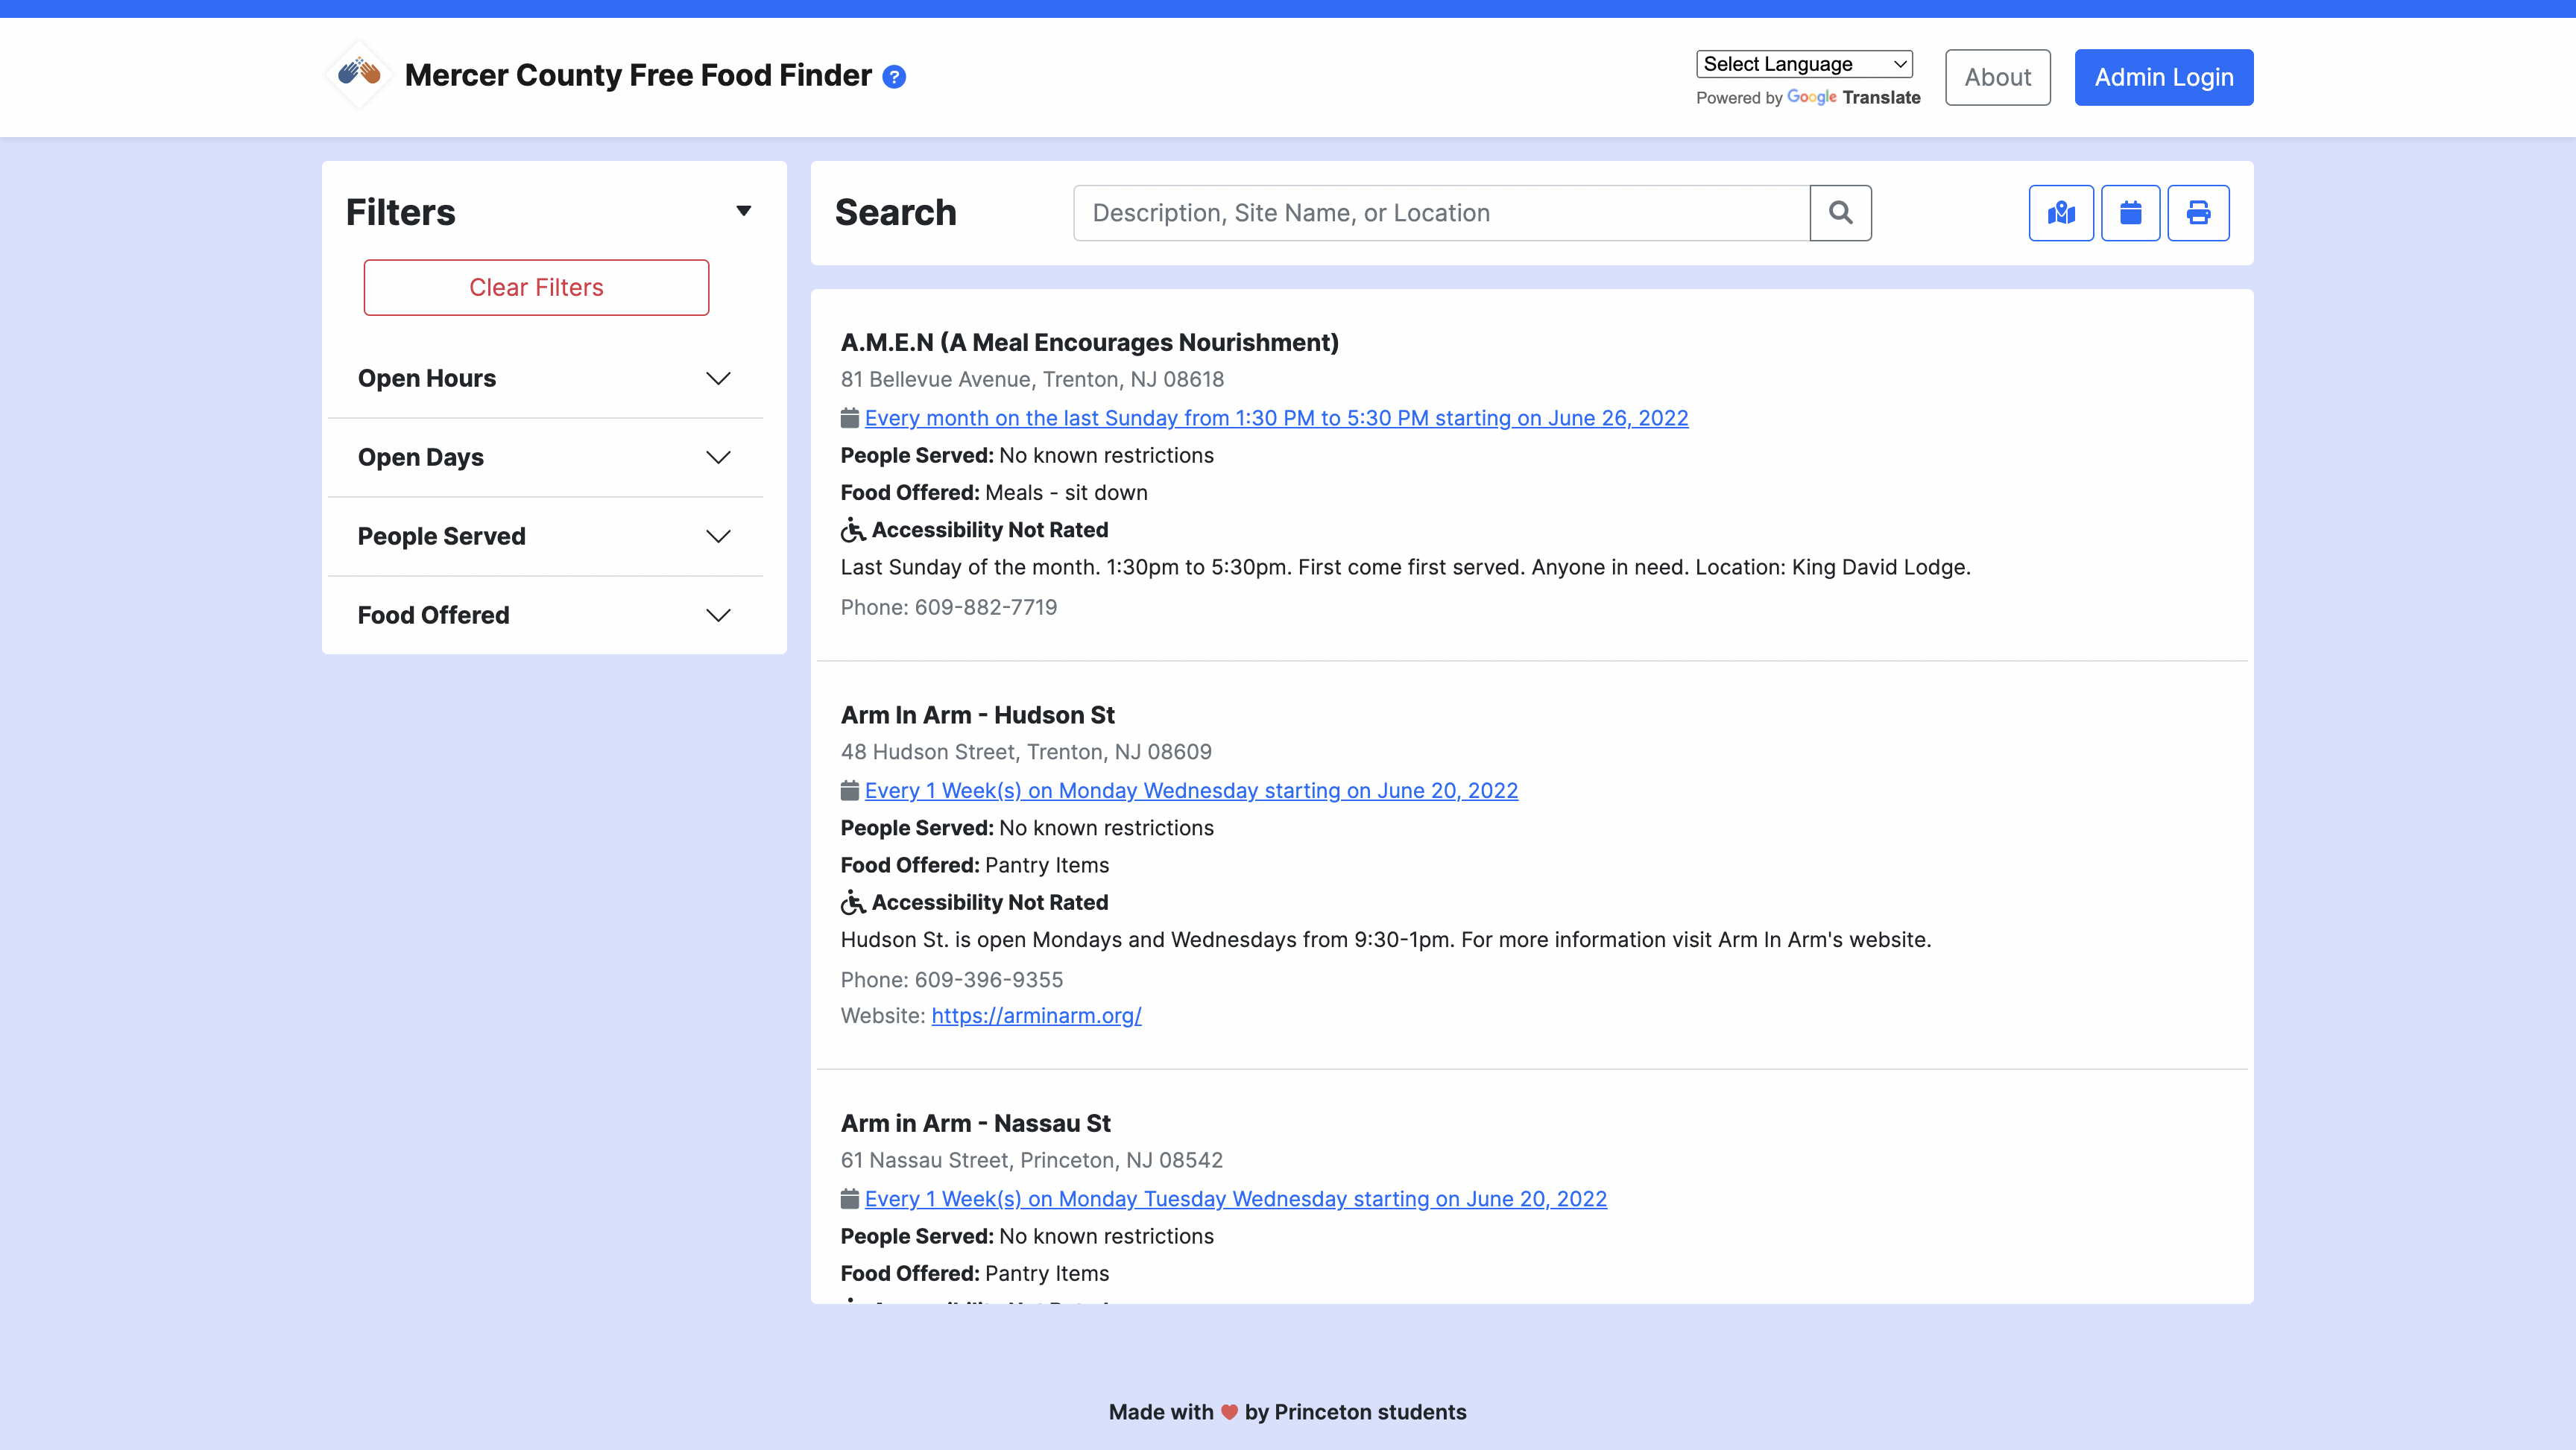 Mercer County Free Food Finder ?
Select Language
Powered by Google Translate
About
Admin Login
Filters
Clear Filters
Open Hours
Open Days
People Served
Food Offered
Search
Description, Site Name, or Location
A.M.E.N (A Meal Encourages Nourishment)
81 Bellevue Avenue, Trenton, NJ 08618
Every month on the last Sunday from 1:30 PM to 5:30 PM starting on June 26, 2022
People Served: No known restrictions
Food Offered: Meals - sit down
Accessibility Not Rated
Last Sunday of the month. 1:30pm to 5:30pm. First come first served. Anyone in need. Location: King David Lodge.
Phone: 609-882-7719
Arm In Arm - Hudson St
48 Hudson Street, Trenton, NJ 08609
Every 1 Week(s) on Monday Wednesday starting on June 20, 2022
People Served: No known restrictions
Food Offered: Pantry Items
Accessibility Not Rated
Hudson St. is open Mondays and Wednesdays from 9:30-1pm. For more information visit Arm In Arm's website.
Phone: 609-396-9355
Website: https://arminarm.org/
Arm in Arm - Nassau St
61 Nassau Street, Princeton, NJ 08542
Every 1 Week(s) on Monday Tuesday Wednesday starting on June 20, 2022
People Served: No known restrictions
Food Offered: Pantry Items
Made with ❤ by Princeton students